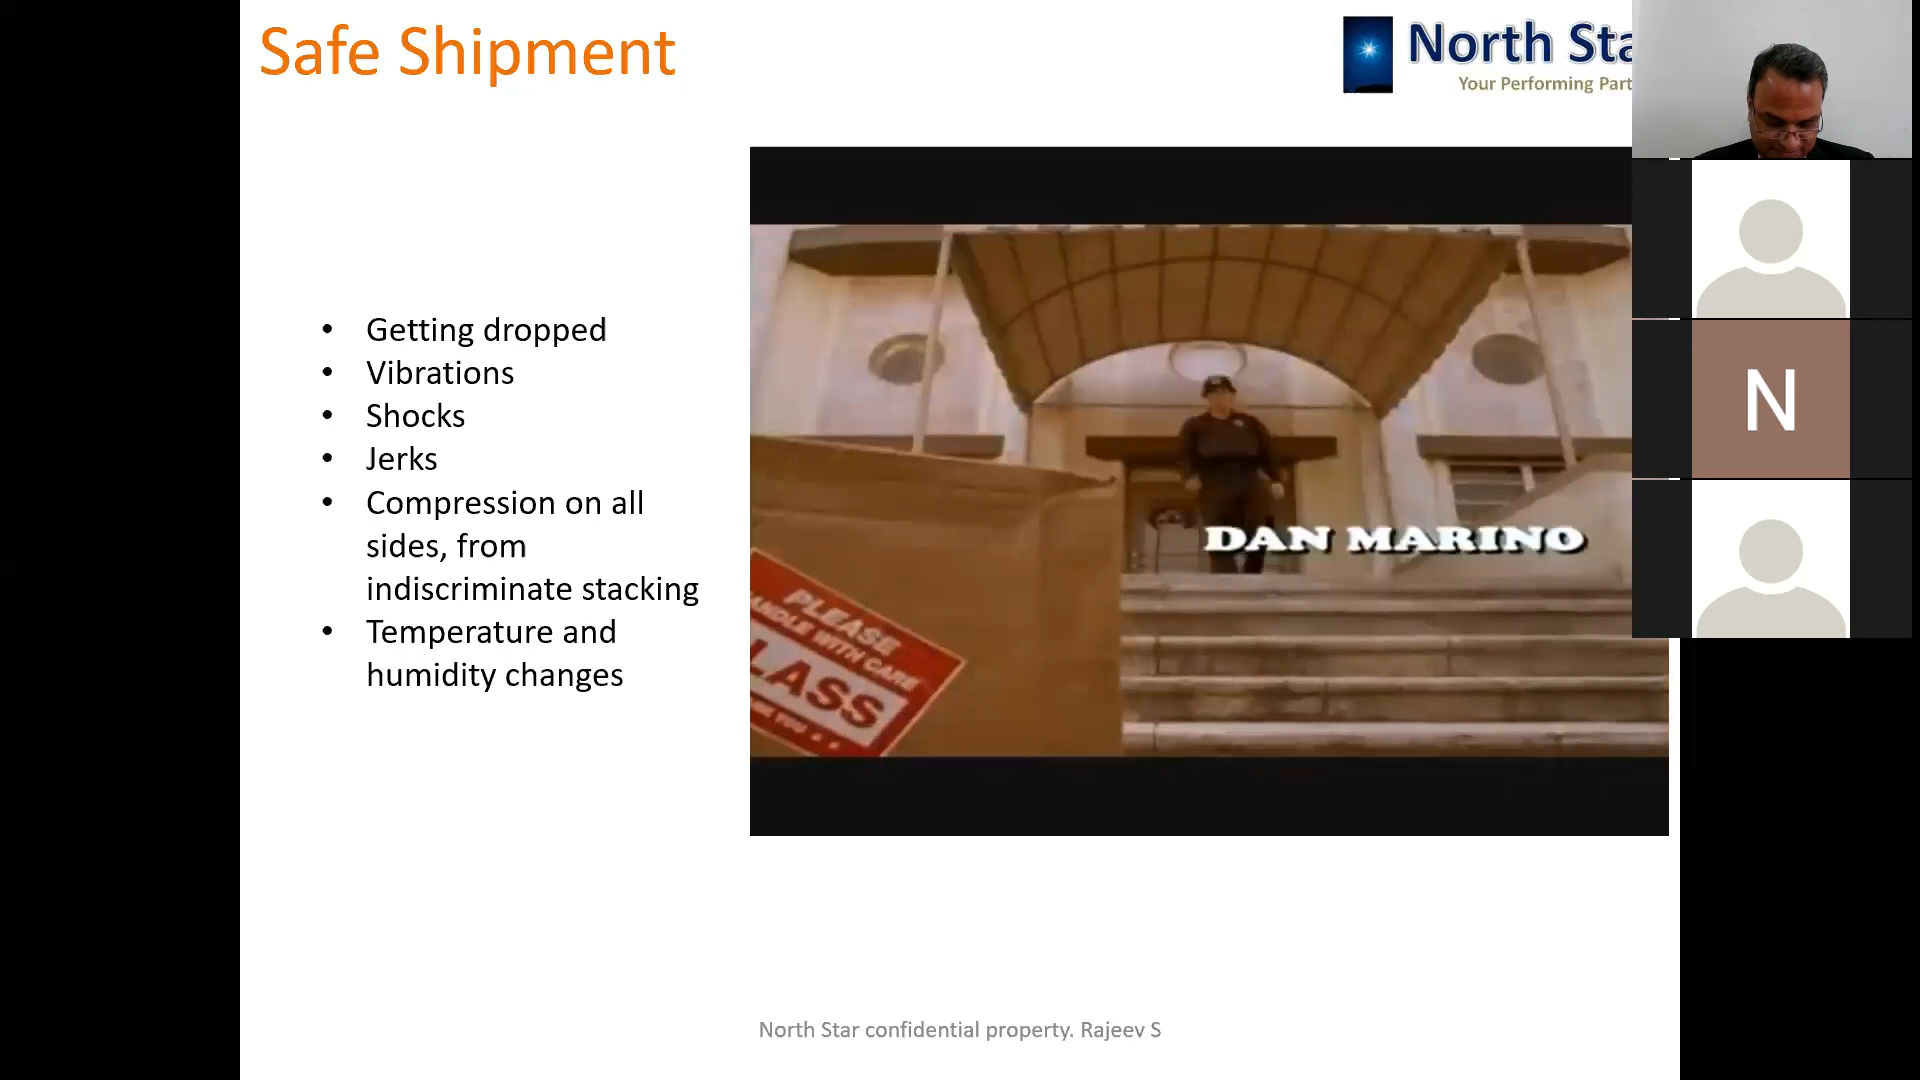 Safe Shipment
North Sta
Your Performing Part
• Getting dropped
• Vibrations
• Shocks
• Jerks
• Compression on all
sides, from
indiscriminate stacking
• Temperature and
humidity changes
DAN MARINO
PLEASE
ANDLE WITH CARE
LASS
N
North Star confidential property. Rajeev S